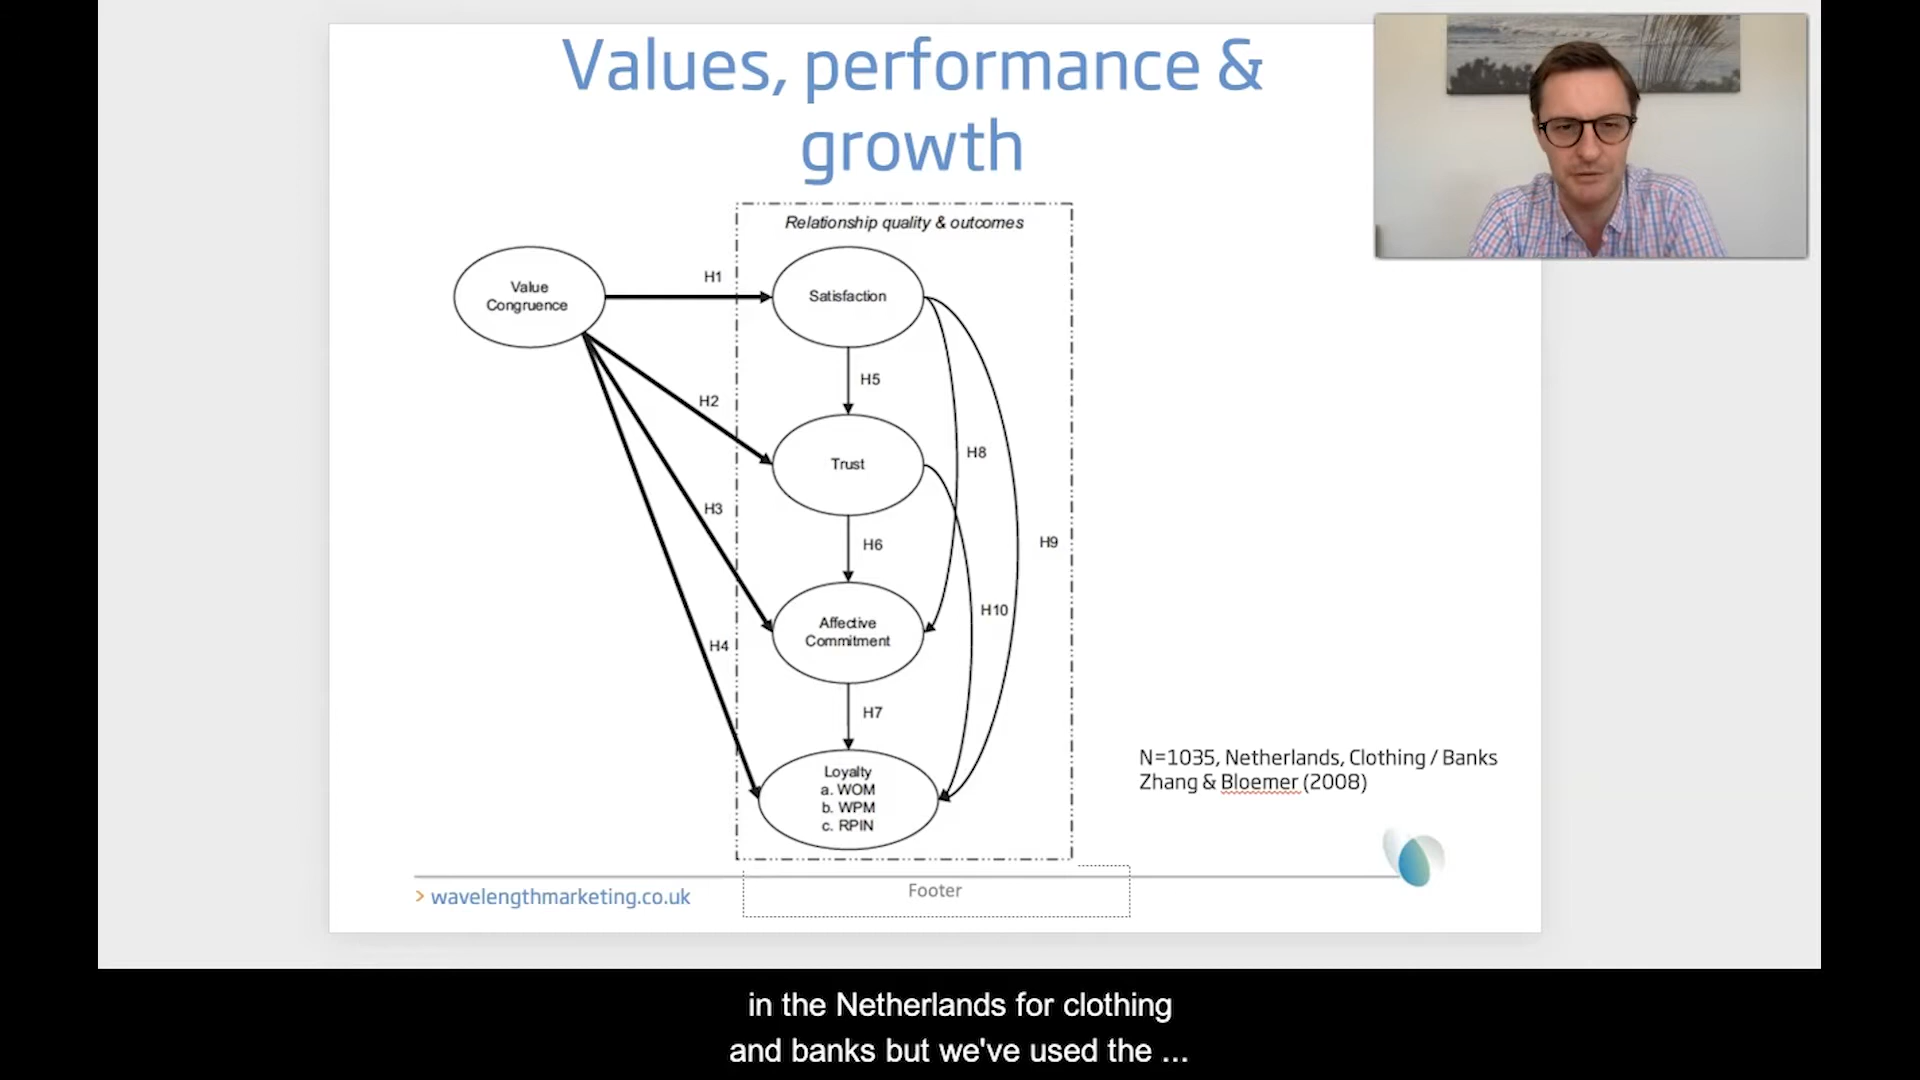 Values, performance &
growth
Relationship quality & outcomes
Value
Congruence
H1
Satisfaction
H5
H2
Trust
H8
H3
H6
H9
H10
Affective
Commitment
H4
H7
Loyalty
a. WOM
b. WPM
c. RPIN
N=1035, Netherlands, Clothing / Banks
Zhang & Bloemer (2008)
> wavelengthmarketing.co.uk
Footer
in the Netherlands for clothing
and banks but we've used the ...